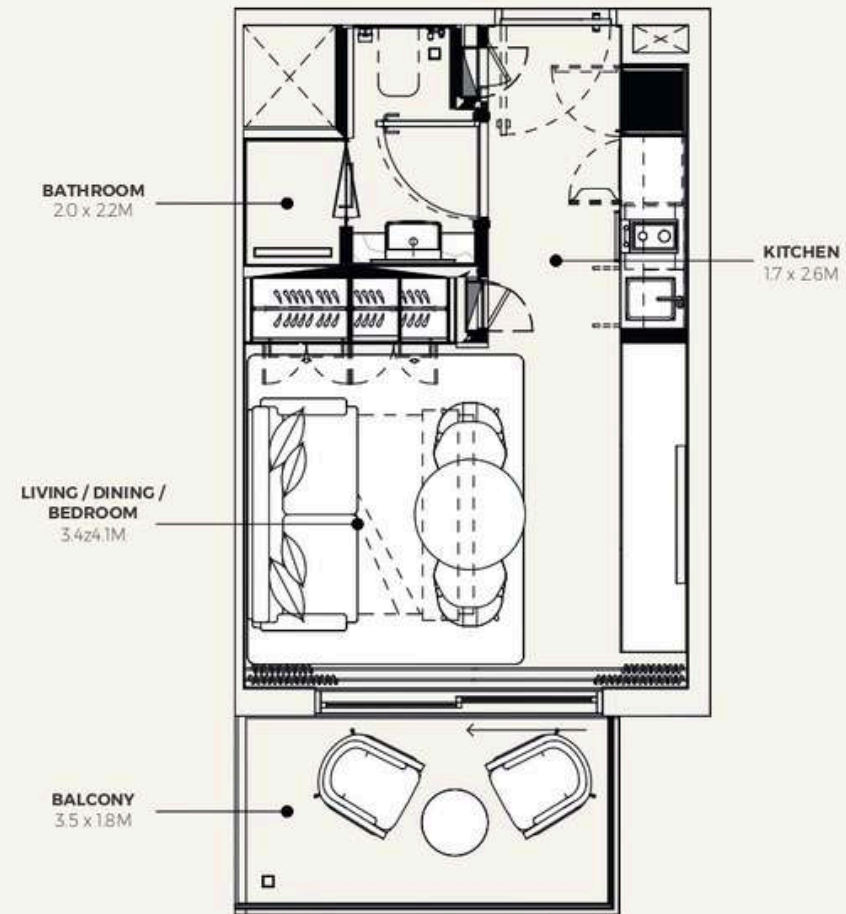 BATHROOM
2.0 x 2.2M
KITCHEN
1.7 x 2.6M
LIVING / DINING /
BEDROOM
3.4z4.1M
BALCONY
3.5 x 1.8M